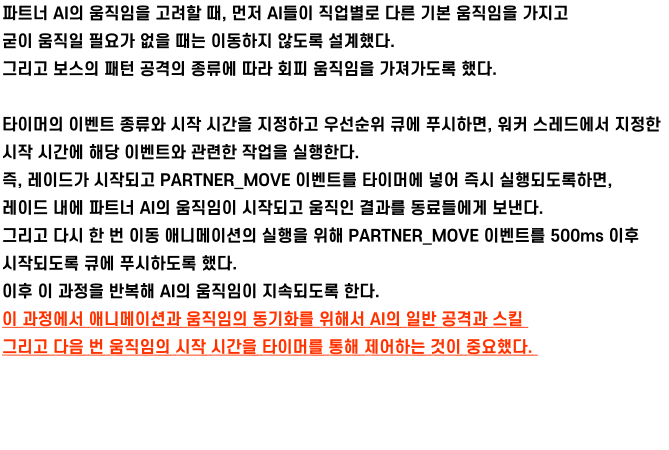 파트너 AI의 움직임을 고려할 때, 먼저 AI들이 직업별로 다른 기본 움직임을 가지고
굳이 움직일 필요가 없을 때는 이동하지 않도록 설계했다.
그리고 보스의 패턴 공격의 종류에 따라 회피 움직임을 가져가도록 했다.
타이머의 이벤트 종류와 시작 시간을 지정하고 우선순위 큐에 푸시하면, 워커 스레드에서 지정한
시작 시간에 해당 이벤트와 관련한 작업을 실행한다.
즉, 레이드가 시작되고 PARTNER_MOVE 이벤트를 타이머에 넣어 즉시 실행되도록하면,
레이드 내에 파트너 AI의 움직임이 시작되고 움직인 결과를 동료들에게 보낸다.
그리고 다시 한 번 이동 애니메이션의 실행을 위해 PARTNER_MOVE 이벤트를 500ms 이후
시작되도록 큐에 푸시하도록 했다.
이후 이 과정을 반복해 AI의 움직임이 지속되도록 한다.
이 과정에서 애니메이션과 움직임의 동기화를 위해서 AI의 일반 공격과 스킬
그리고 다음 번 움직임의 시작 시간을 타이머를 통해 제어하는 것이 중요했다.